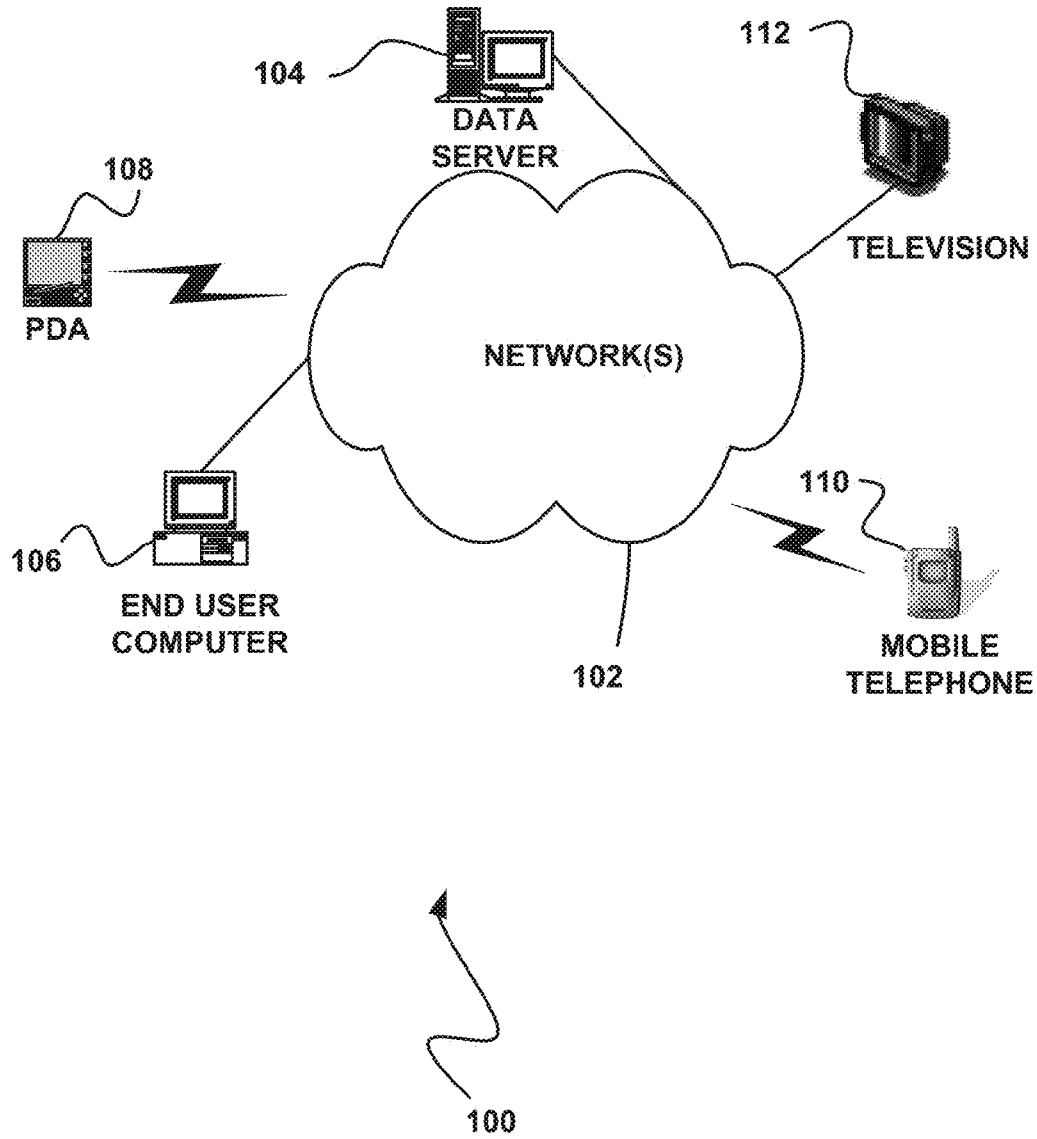 112
104
DATA
SERVER
108
TELEVISION
PDA
NETWORK(S)
110
106
END USER
COMPUTER
MOBILE
TELEPHONE
102
100